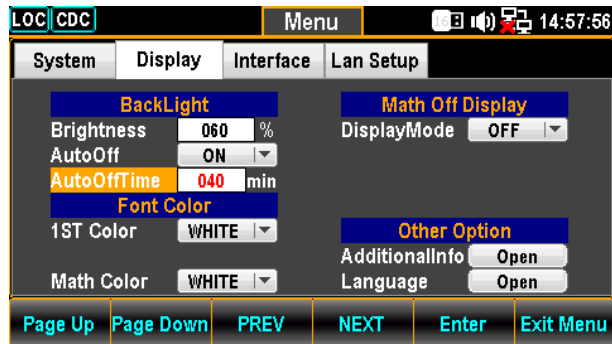 LOC CDC Menu 14:57:56
System Display Interface Lan Setup
BackLight Math Off Display
Brightness 060 % DisplayMode OFF
AutoOff ON
AutoOffTime 040 min
Font Color
1ST Color WHITE Other Option
AdditionalInfo Open
Math Color WHITE Language Open
Page Up Page Down PREV NEXT Enter Exit Menu